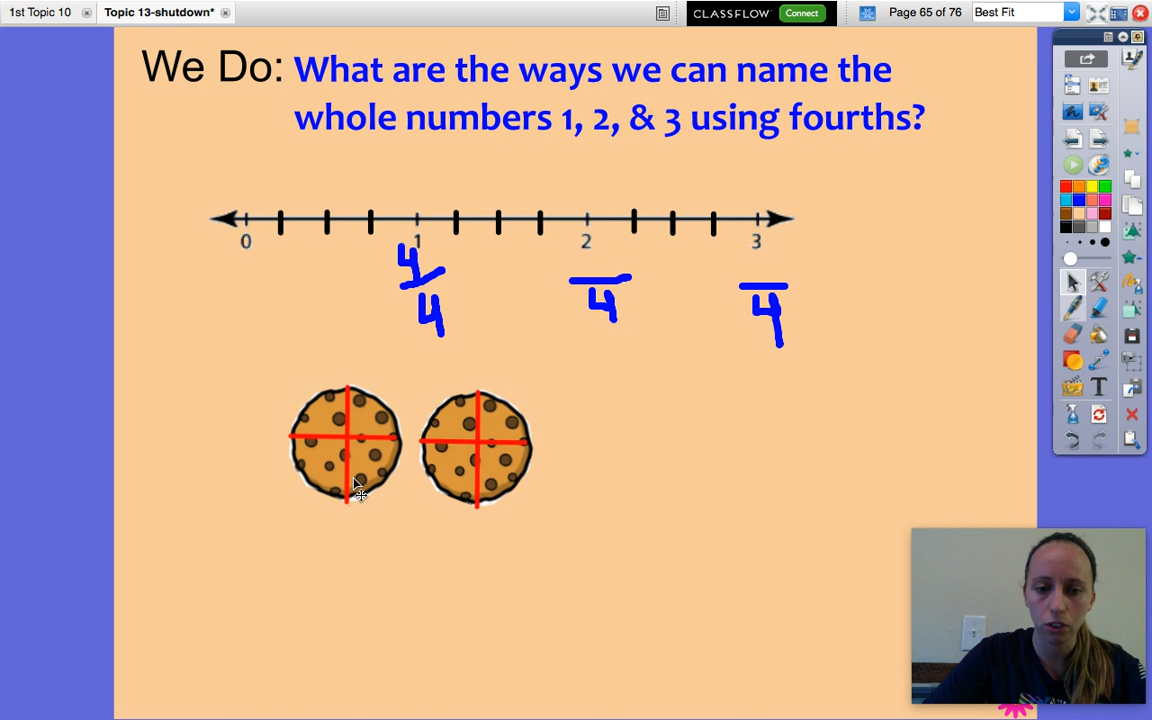 1st Topic 10
Topic 13-shutdown*
CLASSFLOW Connect
Page 65 of 76
Best Fit
We Do: What are the ways we can name the
whole numbers 1, 2, & 3 using fourths?
0 1 2 3
4
4 4 4
T